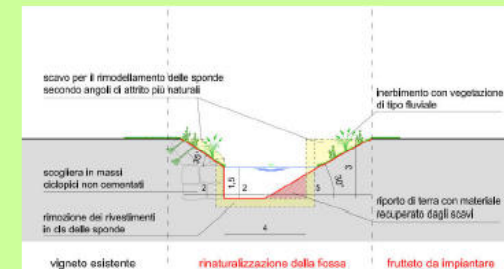 scavo per il rimodellamento delle sponde
secondo angoli di attrito più naturali
inerbimento con vegetazione
di tipo fluviale
scogliera in massi
ciclopici non cementati
rimozione dei rivestimenti
in cls delle sponde
riporto di terra con materiale
recuperato dagli scavi
35°
2
1,5
2
5
30°
3
4
vigneto esistente
rinaturalizzazione della fossa
frutteto da impiantare